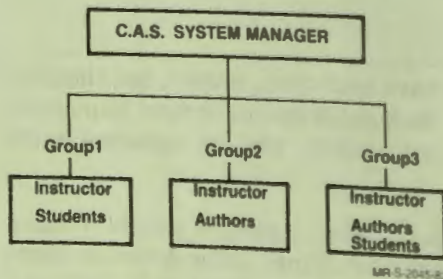 C.A.S. SYSTEM MANAGER
Group1
Group2
Group3
Instructor
Students
Instructor
Authors
Instructor
Authors
Students